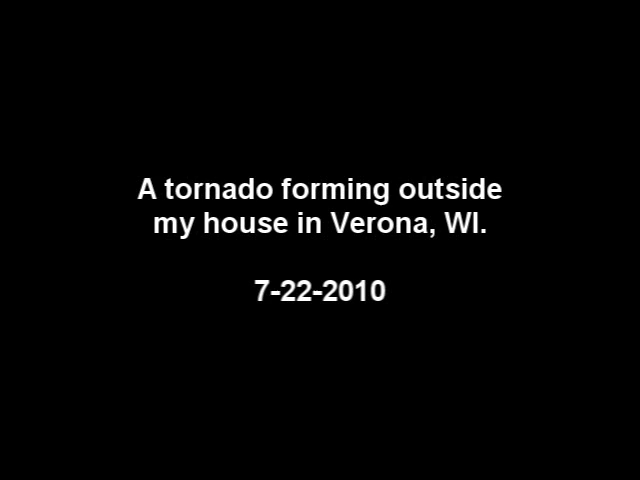 A tornado forming outside
my house in Verona, WI.
7-22-2010